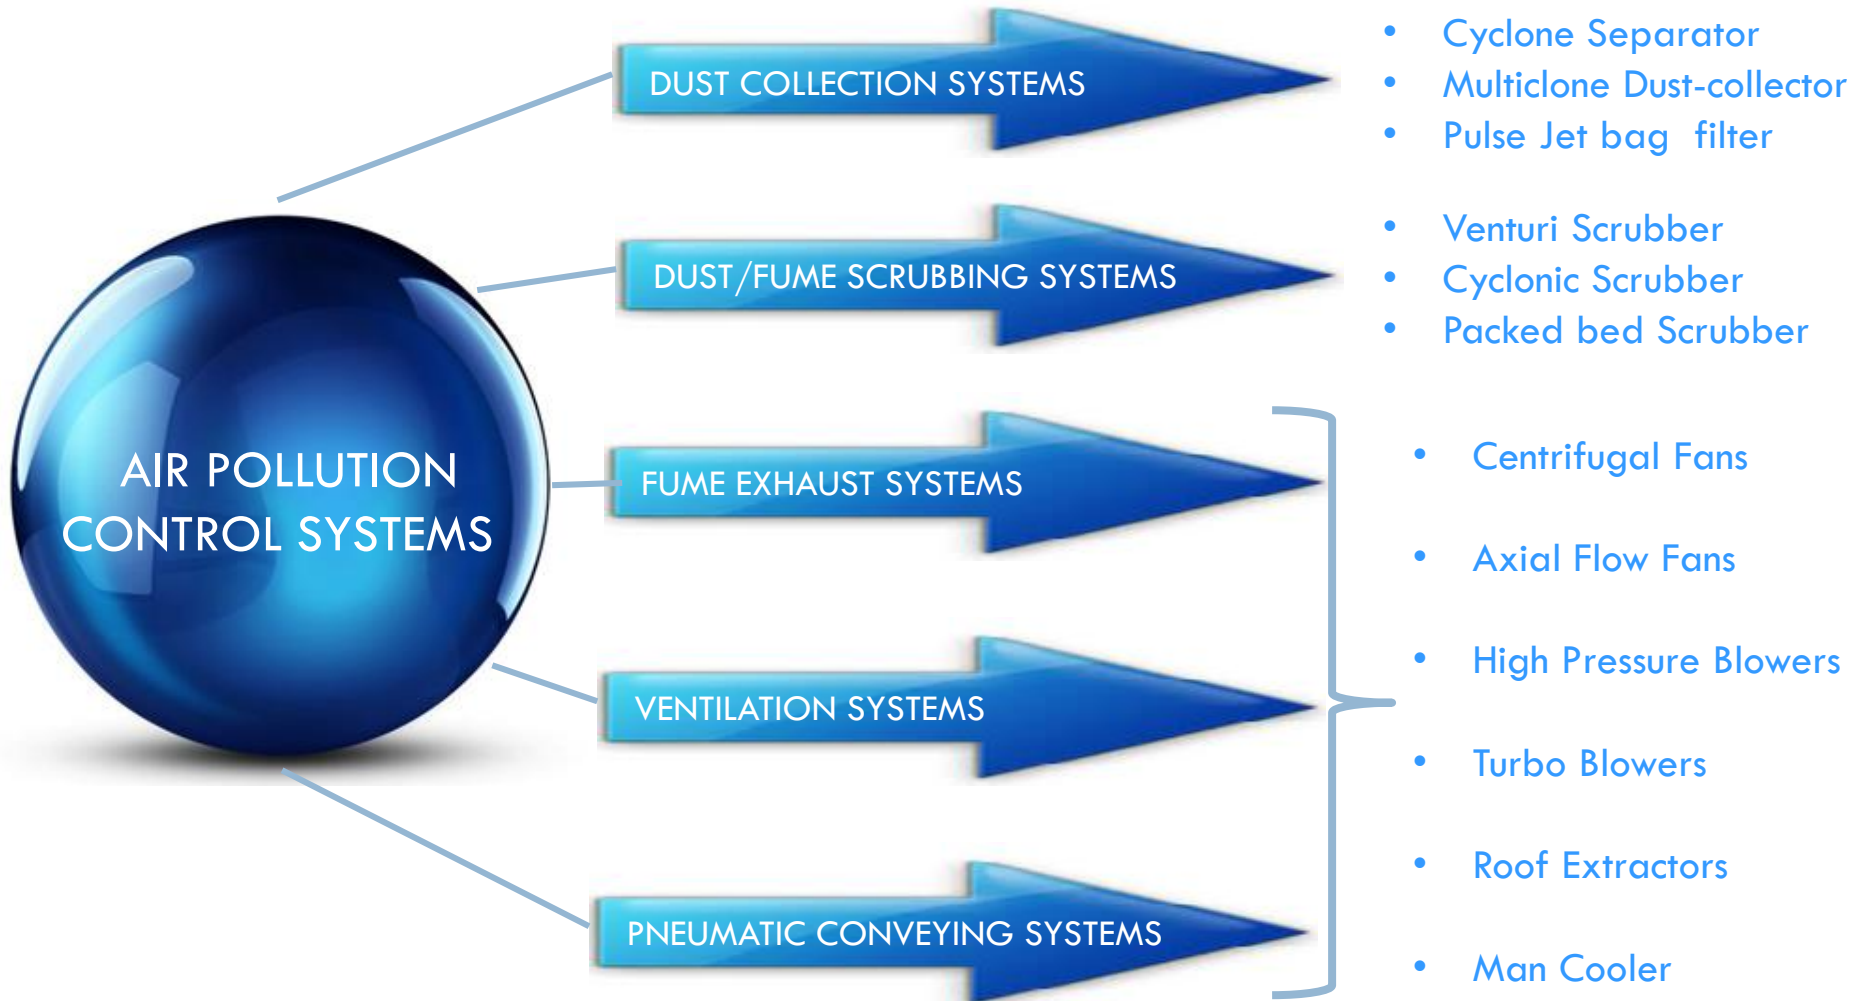 AIR POLLUTION
CONTROL SYSTEMS
DUST COLLECTION SYSTEMS
• Cyclone Separator
• Multiclone Dust-collector
• Pulse Jet bag  filter
DUST/FUME SCRUBBING SYSTEMS
• Venturi Scrubber
• Cyclonic Scrubber
• Packed bed Scrubber
FUME EXHAUST SYSTEMS
VENTILATION SYSTEMS
PNEUMATIC CONVEYING SYSTEMS
• Centrifugal Fans
• Axial Flow Fans
• High Pressure Blowers
• Turbo Blowers
• Roof Extractors
• Man Cooler